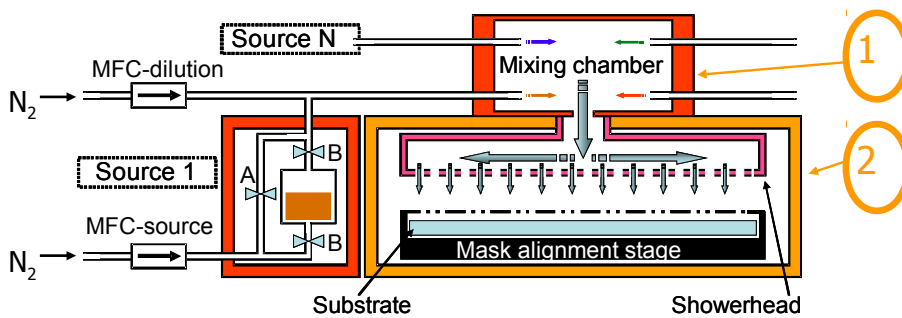 Source N
1
MFC-dilution
Mixing chamber
N2
B
2
Source 1
A
MFC-source
B
N2
Mask alignment stage
Substrate
Showerhead